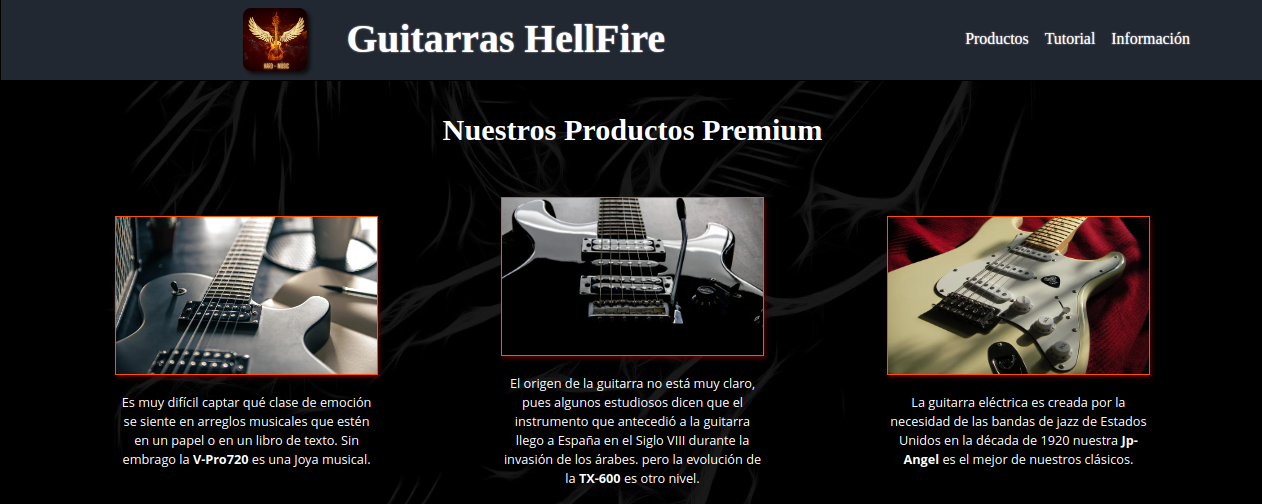 HARD - MUSIC
Guitarras HellFire
Productos Tutorial Información
Nuestros Productos Premium
Es muy difícil captar qué clase de emoción
se siente en arreglos musicales que estén
en un papel o en un libro de texto. Sin
embrago la V-Pro720 es una Joya musical.
El origen de la guitarra no está muy claro,
pues algunos estudiosos dicen que el
instrumento que antecedió a la guitarra
llego a España en el Siglo VIII durante la
invasión de los árabes. pero la evolución de
la TX-600 es otro nivel.
La guitarra eléctrica es creada por la
necesidad de las bandas de jazz de Estados
Unidos en la década de 1920 nuestra Jp-
Angel es el mejor de nuestros clásicos.